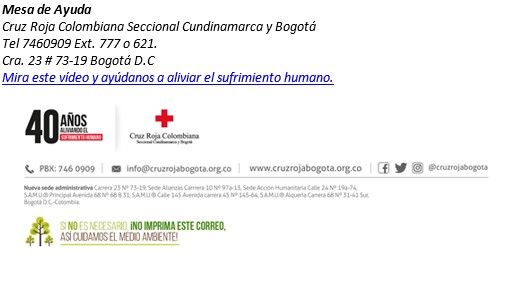 Mesa de Ayuda
Cruz Roja Colombiana Seccional Cundinamarca y Bogotá
Tel 7460909 Ext. 777 o 621.
Cra. 23 # 73-19 Bogotá D.C
Mira este vídeo y ayúdanos a aliviar el sufrimiento humano.
40 AÑOS
ALIVIANDO EL
SUFRIMIENTO HUMANO
Cruz Roja Colombiana
Seccional Cundinamarca y Bogotá
PBX: 746 0909 | info@cruzrojabogota.org.co | www.cruzrojabogota.org.co | @cruzrojabogota
Nueva sede administrativa Carrera 23 Nº 73-19, Sede Alianzas Carrera 10 Nº 97a-13, Sede Acción Humanitaria Calle 24 Nº 19a-74,
S.A.M.U.® Principal Avenida 68 Nº 68 B 31, S.A.M.U.® Calle 145 Avenida carrera 45 Nº 145-64, S.A.M.U.® Alquería Carrera 68 Nº 31-41 Sur.
Bogotá D.C.-Colombia.
SI NO ES NECESARIO, ¡NO IMPRIMA ESTE CORREO,
ASÍ CUIDAMOS EL MEDIO AMBIENTE!